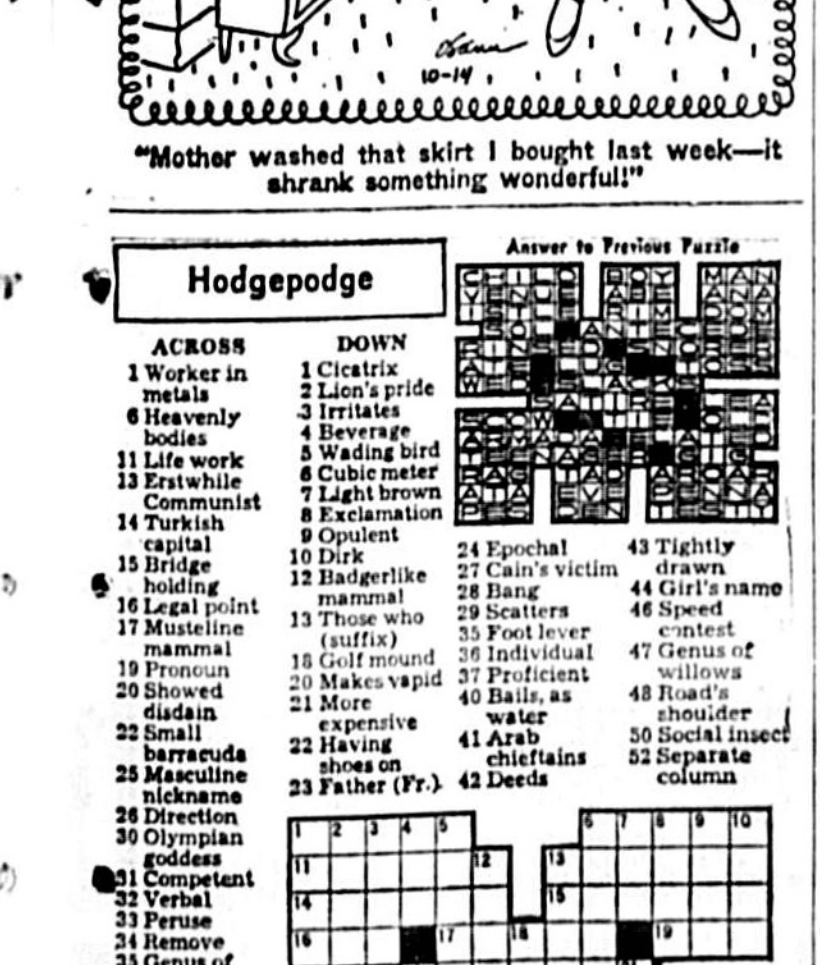 10-14
"Mother washed that skirt I bought last week—it
shrank something wonderful!"
Hodgepodge
ACROSS
1 Worker in
metals
6 Heavenly
bodies
11 Life work
13 Erstwhile
Communist
14 Turkish
capital
15 Bridge
holding
16 Legal point
17 Musteline
mammal
19 Pronoun
20 Showed
disdain
22 Small
barracuda
25 Masculine
nickname
26 Direction
30 Olympian
goddess
31 Competent
32 Verbal
33 Peruse
34 Remove
35 Genus of
DOWN
1 Cicatrix
2 Lion's pride
3 Irritates
4 Beverage
5 Wading bird
6 Cubic meter
7 Light brown
8 Exclamation
9 Opulent
10 Dirk
12 Badgerlike
mammal
13 Those who
(suffix)
18 Golf mound
20 Makes vapid
21 More
expensive
22 Having
shoes on
23 Father (Fr.)
Answer to Previous Puzzle
CHILD BOY MAN
24 Epochal
27 Cain's victim
28 Bang
29 Scatters
35 Foot lever
36 Individual
37 Proficient
40 Bails, as
water
41 Arab
chieftains
42 Deeds
43 Tightly
drawn
44 Girl's name
46 Speed
contest
47 Genus of
willows
48 Road's
shoulder
50 Social insect
52 Separate
column
1 2 3 4 5 6 7 8 9 10
11 12 13
14 15
16 17 18 19